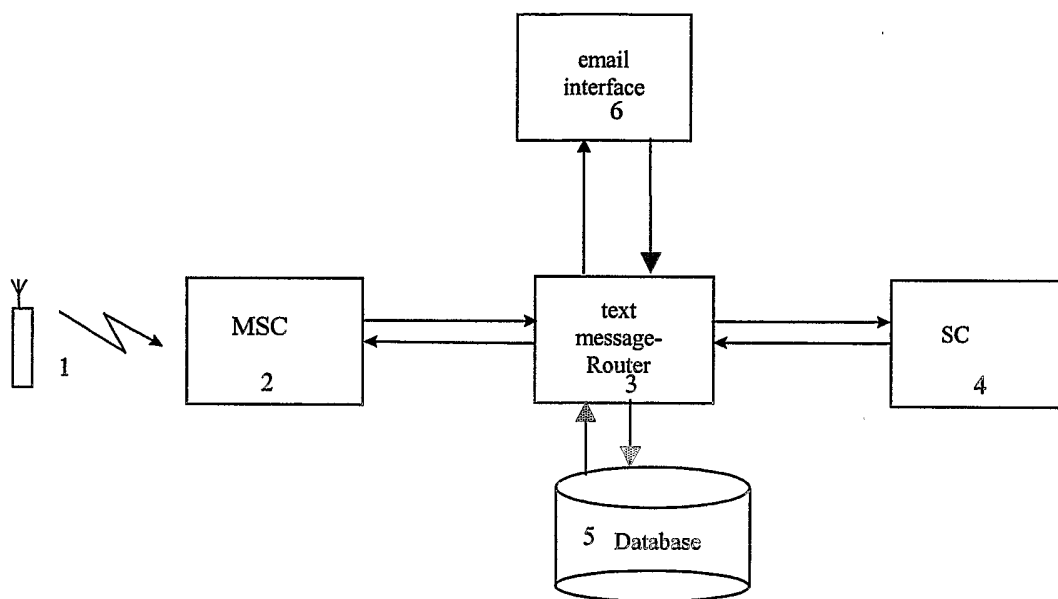 email
interface
6
1
MSC
2
text
message-
Router
3
SC
4
5 Database